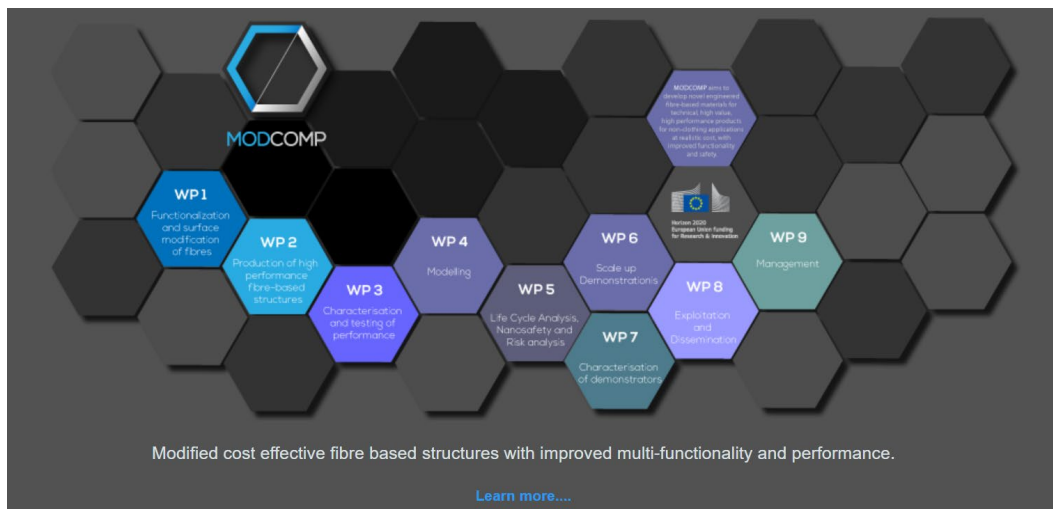 MODCOMP
MODCOMP aims to
develop novel engineered
fibre-based materials for
technical, high value,
high performance products
for non-clothing applications
at realistic cost, with
improved functionality
and safety.
WP 1
Functionalization
and surface
modification
of fibres
WP 2
Production of high
performance
fibre-based
structures
WP 3
Characterisation
and testing of
performance
WP 4
Modelling
WP 5
Life Cycle Analysis,
Nanosafety and
Risk analysis
WP 6
Scale up
Demonstrations
WP 7
Characterisation
of demonstrators
Verizen 2020
European Union funding
for Research & Innovation
WP 8
Exploitation
and
Dissemination
WP 9
Management
Modified cost effective fibre based structures with improved multi-functionality and performance.
Learn more....